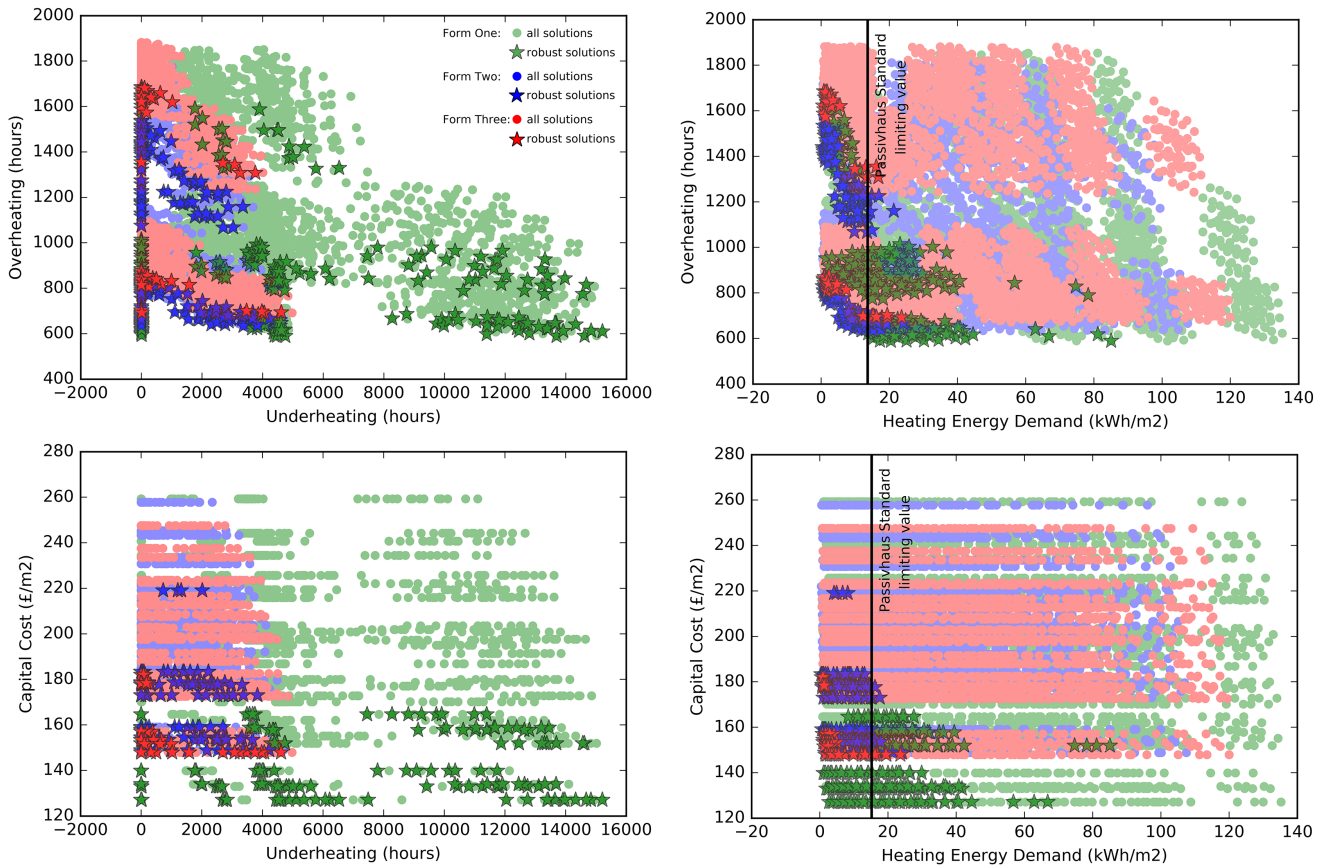 2000
1800
1600
1400
1200
1000
800
600
400
Overheating (hours)
Form One: all solutions
robust solutions
Form Two: all solutions
robust solutions
Form Three: all solutions
robust solutions
−2000 0 2000 4000 6000 8000 10000 12000 14000 16000
Underheating (hours)
2000
1800
1600
1400
1200
1000
800
600
400
Overheating (hours)
Passivhaus Standard
limiting value
−20 0 20 40 60 80 100 120 140
Heating Energy Demand (kWh/m2)
280
260
240
220
200
180
160
140
120
Capital Cost (£/m2)
−2000 0 2000 4000 6000 8000 10000 12000 14000 16000
Underheating (hours)
280
260
240
220
200
180
160
140
120
Capital Cost (£/m2)
Passivhaus Standard
limiting value
−20 0 20 40 60 80 100 120 140
Heating Energy Demand (kWh/m2)